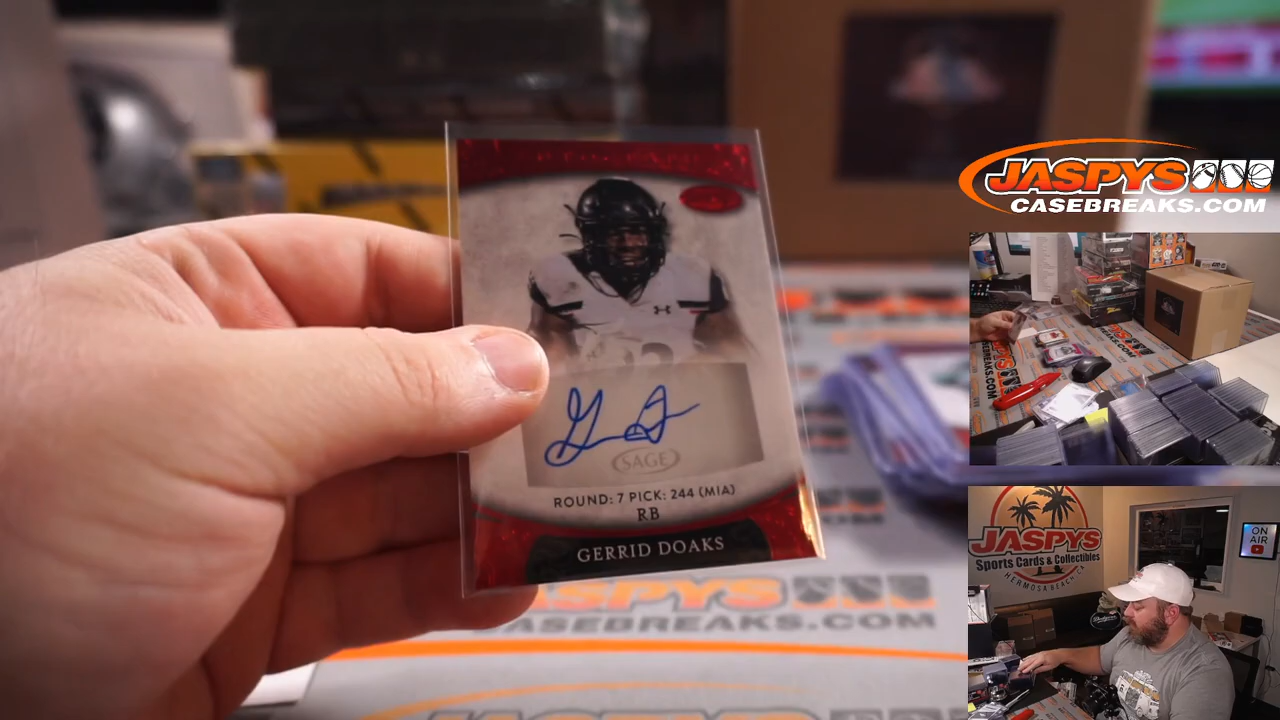 SAGE
ROUND: 7 PICK: 244 (MIA)
RB
GERRID DOAKS
JASPYS
CASEBREAKS.COM
JASPYS
CASEBREAKS.COM
JASPYS
Sports Cards & Collectibles
HERMOSA BEACH CA
ON
AIR